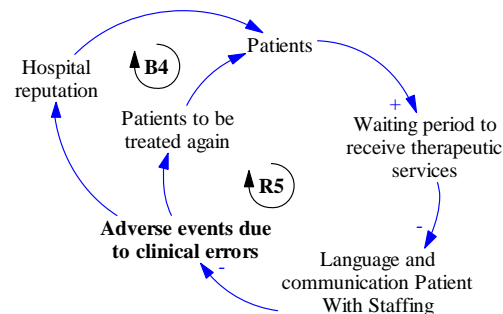 Patients
Hospital
reputation
B4
Patients to be
treated again
+
Waiting period to
receive therapeutic
services
R5
-
Adverse events due
to clinical errors
-
Language and
communication Patient
With Staffing